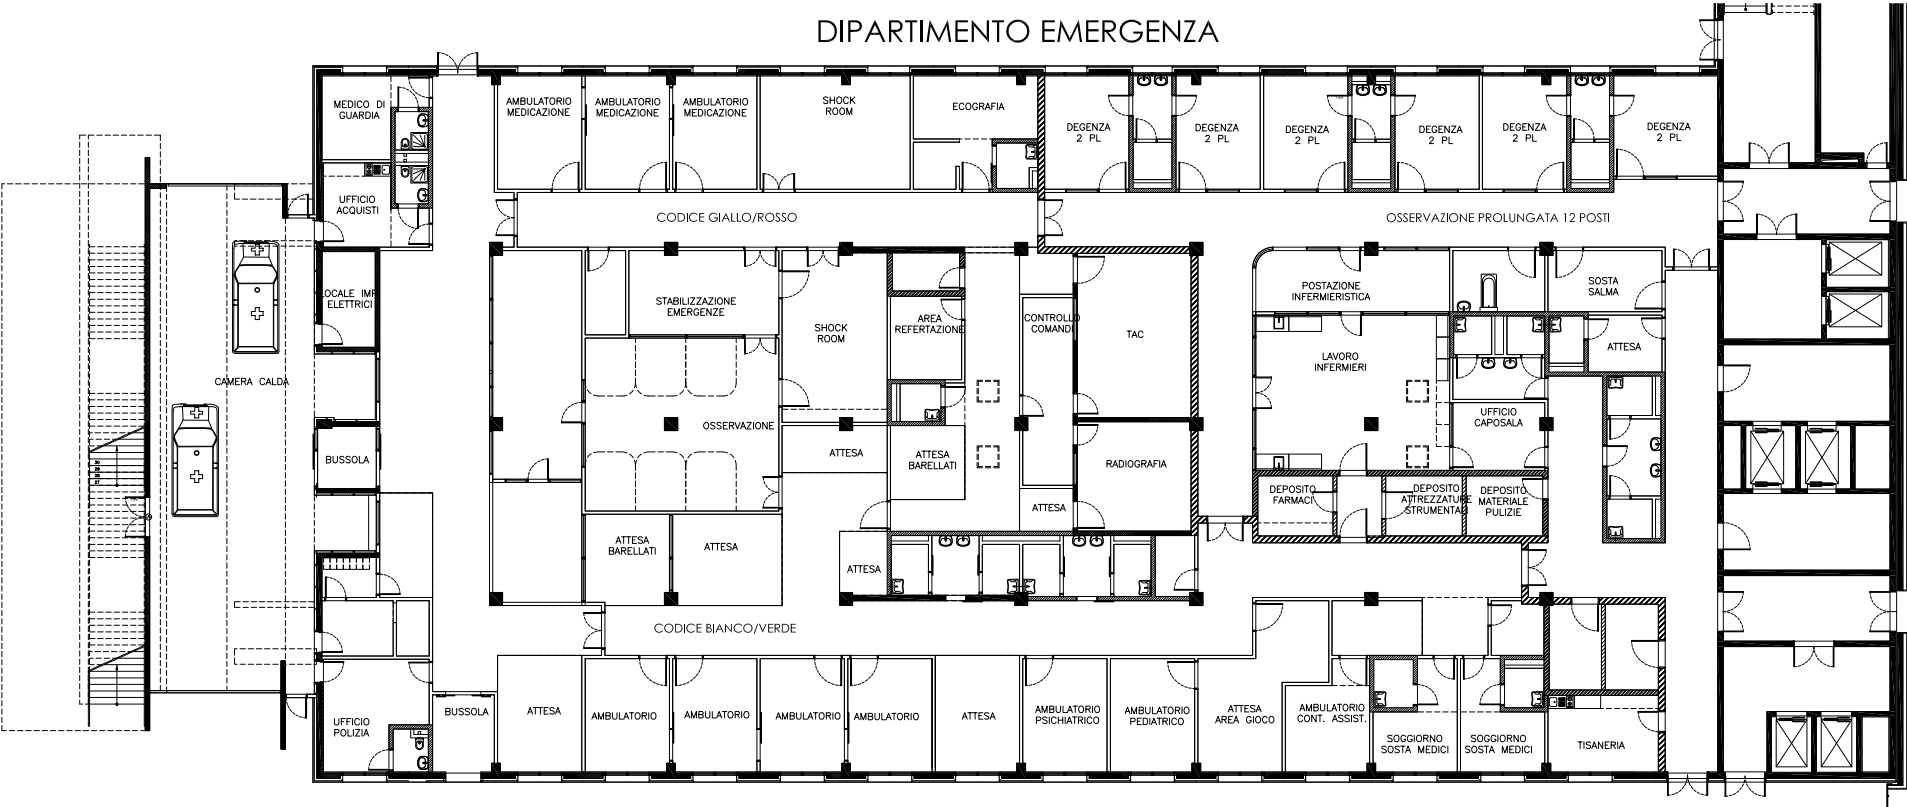 DIPARTIMENTO EMERGENZA
MEDICO DI
GUARDIA
AMBULATORIO
MEDICAZIONE
AMBULATORIO
MEDICAZIONE
AMBULATORIO
MEDICAZIONE
SHOCK
ROOM
ECOGRAFIA
DEGENZA
2 PL
DEGENZA
2 PL
DEGENZA
2 PL
DEGENZA
2 PL
DEGENZA
2 PL
DEGENZA
2 PL
UFFICIO
ACQUISTI
CODICE GIALLO/ROSSO
OSSERVAZIONE PROLUNGATA 12 POSTI
LOCALE IMP
ELETTRICI
STABILIZZAZIONE
EMERGENZE
SHOCK
ROOM
AREA
REFERTAZIONE
CONTROLLO
COMANDI
TAC
POSTAZIONE
INFERMIERISTICA
SOSTA
SALMA
LAVORO
INFERMIERI
ATTESA
CAMERA CALDA
OSSERVAZIONE
UFFICIO
CAPOSALA
BUSSOLA
ATTESA
ATTESA
BARELLATI
RADIOGRAFIA
30
29
28
27
DEPOSITO
FARMACI
DEPOSITO
ATTREZZATURE
STRUMENTALI
DEPOSITO
MATERIALE
PULIZIE
ATTESA
ATTESA
BARELLATI
ATTESA
ATTESA
CODICE BIANCO/VERDE
UFFICIO
POLIZIA
BUSSOLA
ATTESA
AMBULATORIO
AMBULATORIO
AMBULATORIO
AMBULATORIO
ATTESA
AMBULATORIO
PSICHIATRICO
AMBULATORIO
PEDIATRICO
ATTESA
AREA GIOCO
AMBULATORIO
CONT. ASSIST.
SOGGIORNO
SOSTA MEDICI
SOGGIORNO
SOSTA MEDICI
TISANERIA